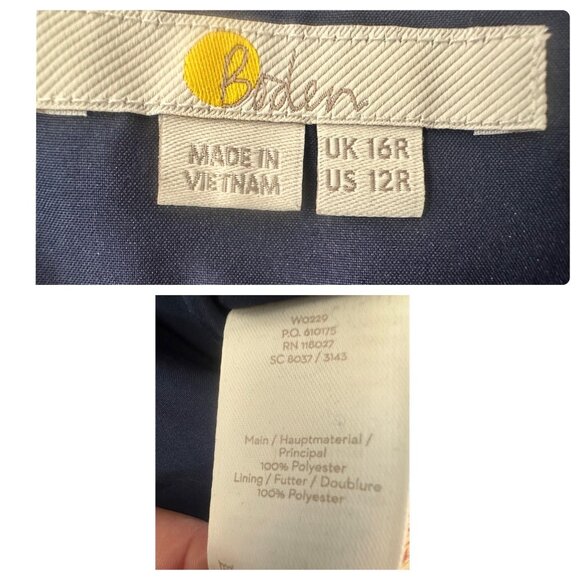 Boden
MADE IN
VIETNAM
UK 16R
US 12R
W0229
P.O. 610175
RN 118027
SC 8037 / 3143
Main / Hauptmaterial /
Principal
100% Polyester
Lining / Futter / Doublure
100% Polyester